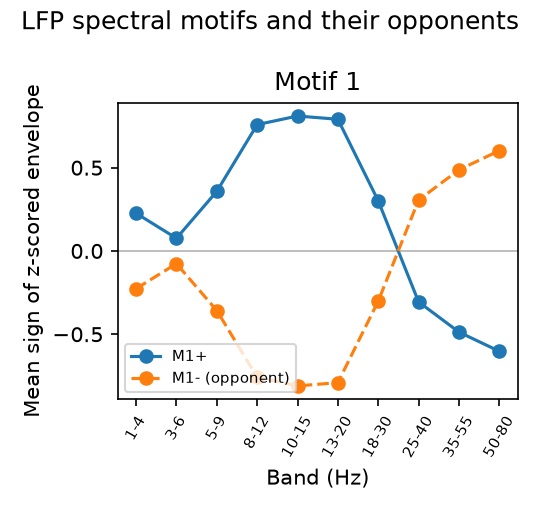 LFP spectral motifs and their opponents
Motif 1
Mean sign of z-scored envelope
0.5
0.0
−0.5
M1+
M1- (opponent)
1-4
3-6
5-9
8-12
10-15
13-20
18-30
25-40
35-55
50-80
Band (Hz)